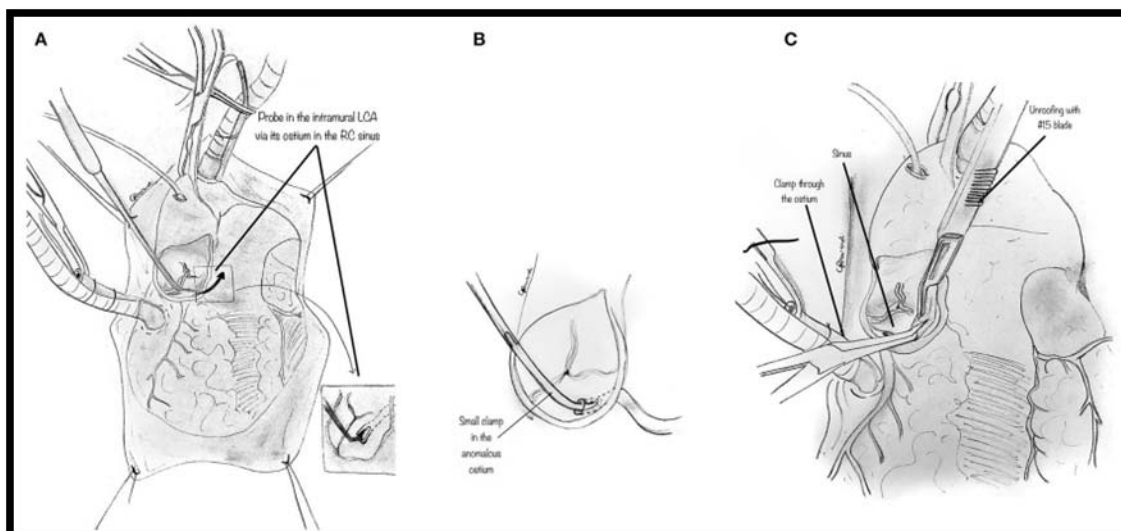 A
Probe in the intramural LCA
via its ostium in the RC sinus
B
Small clamp
in the
anomalous
ostium
C
Unroofing with
#15 blade
Sinus
Clamp through
the ostium